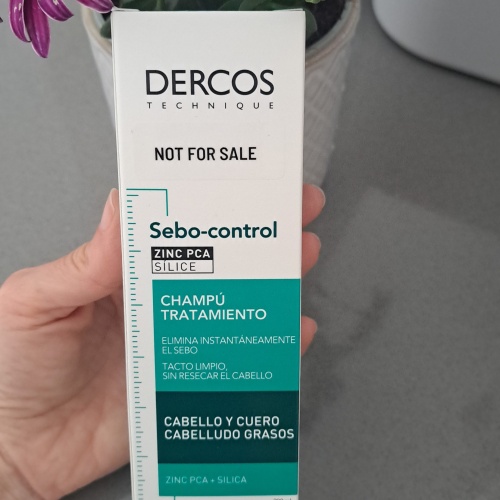 DERCOS
TECHNIQUE
NOT FOR SALE
Sebo-control
ZINC PCA
SÍLICE
CHAMPÚ
TRATAMIENTO
ELIMINA INSTANTÁNEAMENTE
EL SEBO
TACTO LIMPIO,
SIN RESECAR EL CABELLO
CABELLO Y CUERO
CABELLUDO GRASOS
ZINC PCA + SILICA